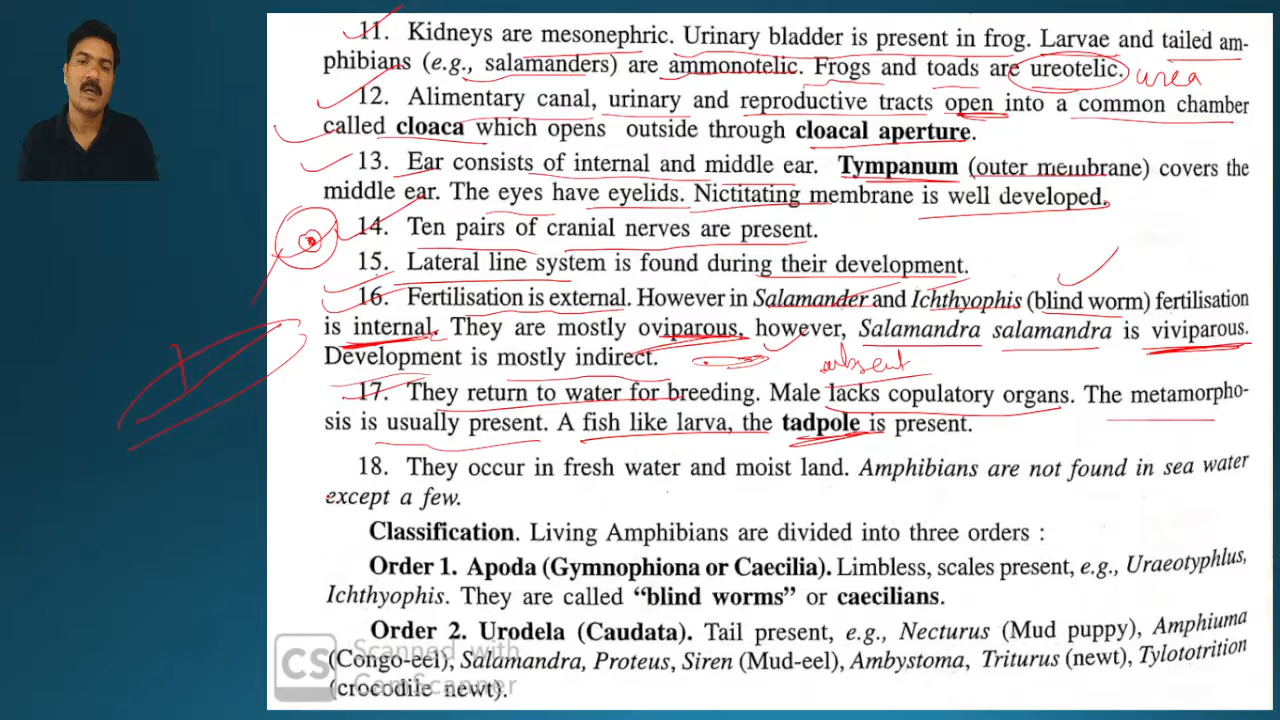 11. Kidneys are mesonephric. Urinary bladder is present in frog. Larvae and tailed am-
phibians (e.g., salamanders) are ammonotelic. Frogs and toads are ureotelic. urea
12. Alimentary canal, urinary and reproductive tracts open into a common chamber
called cloaca which opens outside through cloacal aperture.
13. Ear consists of internal and middle ear. Tympanum (outer membrane) covers the
middle ear. The eyes have eyelids. Nictitating membrane is well developed.
14. Ten pairs of cranial nerves are present.
15. Lateral line system is found during their development.
16. Fertilisation is external. However in Salamander and Ichthyophis (blind worm) fertilisation
is internal. They are mostly oviparous, however, Salamandra salamandra is viviparous.
Development is mostly indirect.
absent
17. They return to water for breeding. Male lacks copulatory organs. The metamorpho-
sis is usually present. A fish like larva, the tadpole is present.
18. They occur in fresh water and moist land. Amphibians are not found in sea water
except a few.
Classification. Living Amphibians are divided into three orders :
Order 1. Apoda (Gymnophiona or Caecilia). Limbless, scales present, e.g., Uraeotyphlus,
Ichthyophis. They are called "blind worms" or caecilians.
Order 2. Urodela (Caudata). Tail present, e.g., Necturus (Mud puppy), Amphiuma
(Congo-eel), Salamandra, Proteus, Siren (Mud-eel), Ambystoma, Triturus (newt), Tylototrition
(crocodile newt).
CS Scanned with
CamScanner